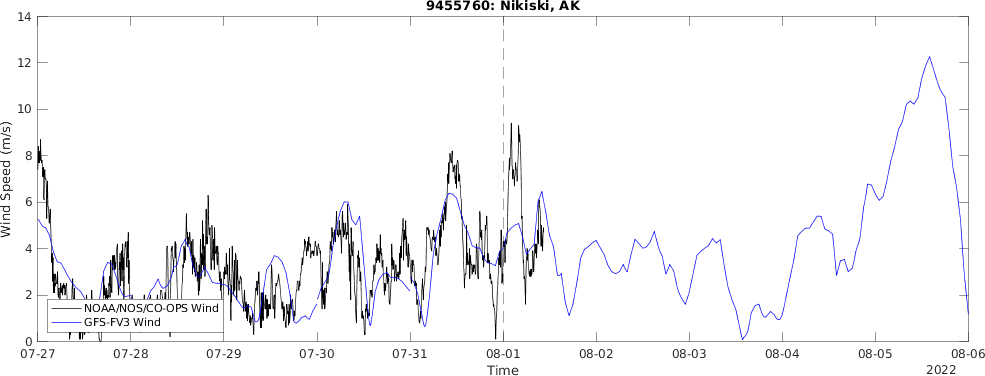 9455760: Nikiski, AK
14
12
10
8
6
4
2
0
Wind Speed (m/s)
NOAA/NOS/CO-OPS Wind
GFS-FV3 Wind
07-27 07-28 07-29 07-30 07-31 08-01 08-02 08-03 08-04 08-05 08-06
Time
2022